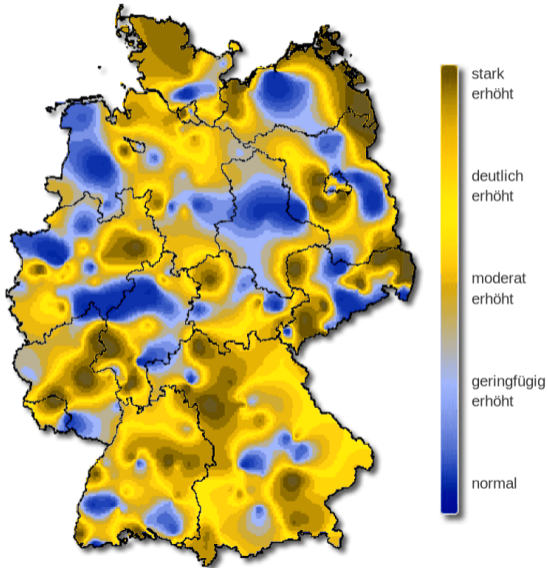 stark
erhöht
deutlich
erhöht
moderat
erhöht
geringfügig
erhöht
normal